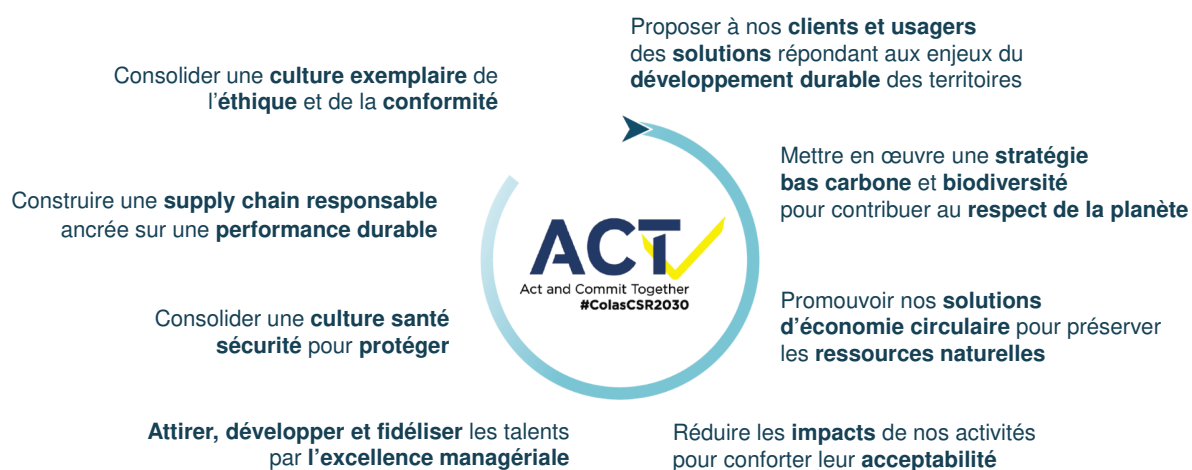 Proposer à nos clients et usagers
des solutions répondant aux enjeux du
développement durable des territoires
Mettre en œuvre une stratégie
bas carbone et biodiversité
pour contribuer au respect de la planète
Promouvoir nos solutions
d’économie circulaire pour préserver
les ressources naturelles
Réduire les impacts de nos activités
pour conforter leur acceptabilité
Attirer, développer et fidéliser les talents
par l’excellence managériale
Consolider une culture santé
sécurité pour protéger
Construire une supply chain responsable
ancrée sur une performance durable
Consolider une culture exemplaire de
l’éthique et de la conformité
ACT
Act and Commit Together
#ColasCSR2030